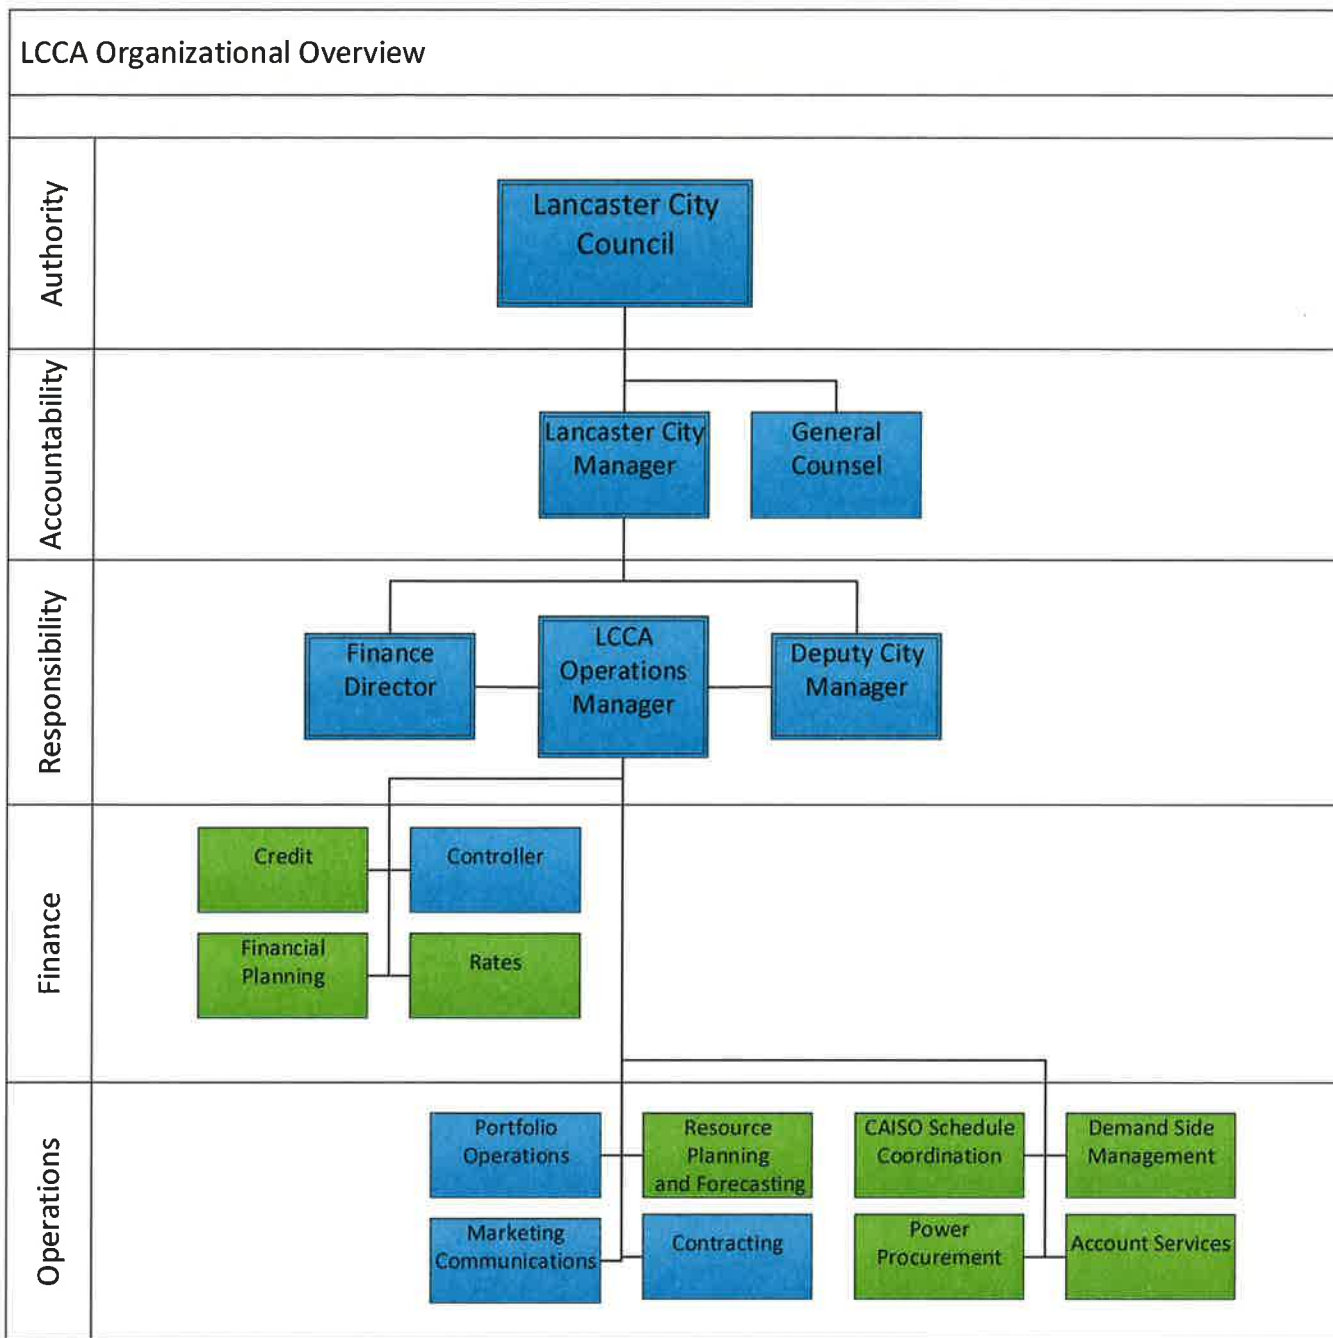 LCCA Organizational Overview
Authority
Lancaster City
Council
Accountability
Lancaster City
Manager
General
Counsel
Responsibility
Finance
Director
LCCA
Operations
Manager
Deputy City
Manager
Finance
Credit
Controller
Financial
Planning
Rates
Operations
Portfolio
Operations
Resource
Planning
and Forecasting
CAISO Schedule
Coordination
Demand Side
Management
Marketing
Communications
Contracting
Power
Procurement
Account Services